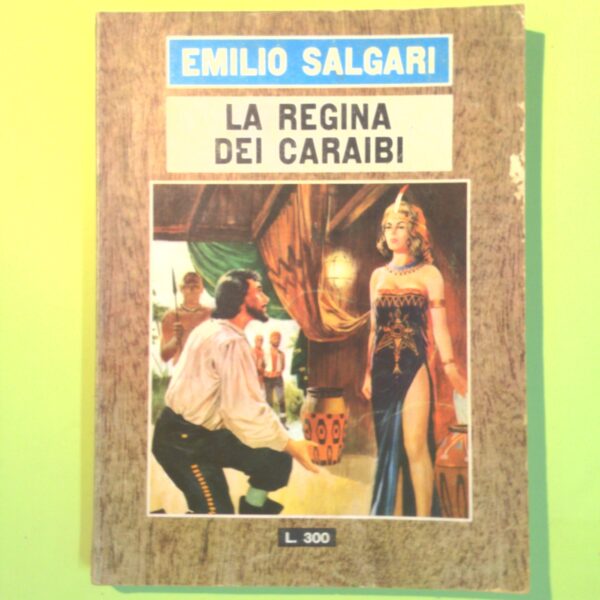 EMILIO SALGARI
LA REGINA
DEI CARAIBI
L. 300